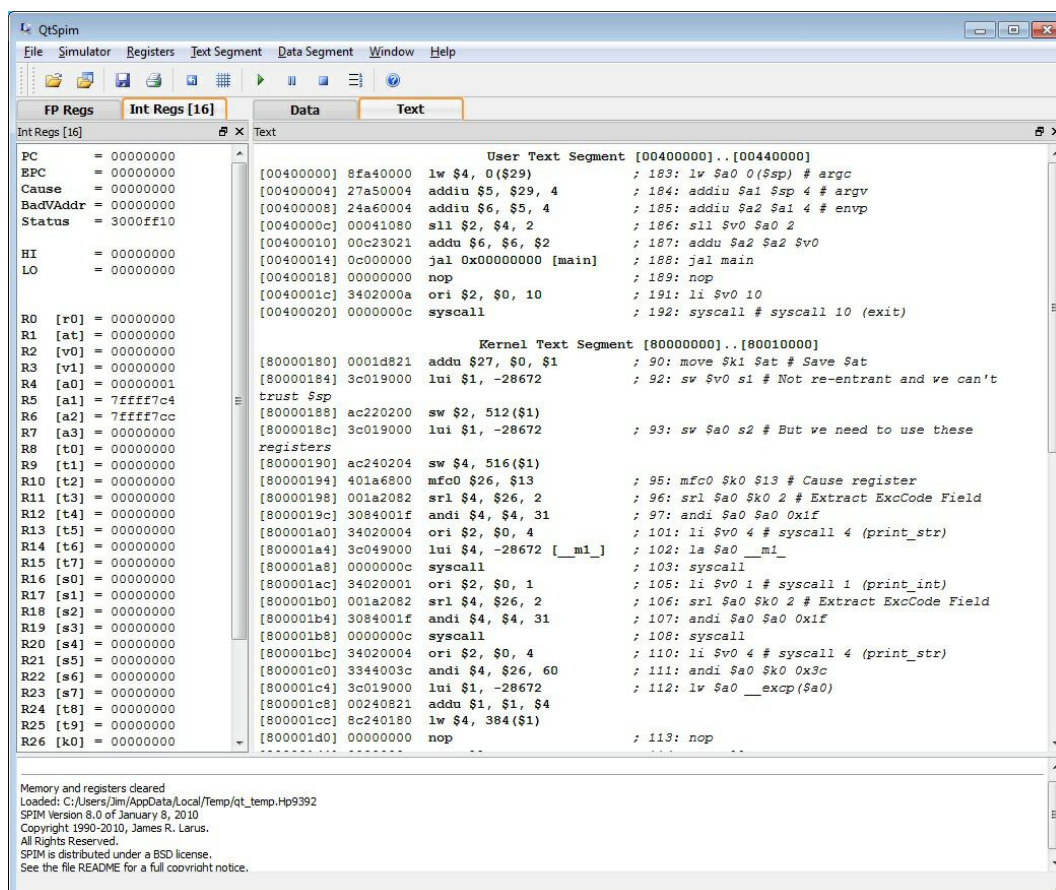 QtSpim
File Simulator Registers Text Segment Data Segment Window Help
FP Regs Int Regs [16] Data Text
Int Regs [16]
PC = 00000000
EPC = 00000000
Cause = 00000000
BadVAddr = 00000000
Status = 3000ff10
HI = 00000000
LO = 00000000
R0 [r0] = 00000000
R1 [at] = 00000000
R2 [v0] = 00000000
R3 [v1] = 00000000
R4 [a0] = 00000001
R5 [a1] = 7ffff7c4
R6 [a2] = 7ffff7cc
R7 [a3] = 00000000
R8 [t0] = 00000000
R9 [t1] = 00000000
R10 [t2] = 00000000
R11 [t3] = 00000000
R12 [t4] = 00000000
R13 [t5] = 00000000
R14 [t6] = 00000000
R15 [t7] = 00000000
R16 [s0] = 00000000
R17 [s1] = 00000000
R18 [s2] = 00000000
R19 [s3] = 00000000
R20 [s4] = 00000000
R21 [s5] = 00000000
R22 [s6] = 00000000
R23 [s7] = 00000000
R24 [t8] = 00000000
R25 [t9] = 00000000
R26 [k0] = 00000000
Text
User Text Segment [00400000]..[00440000]
[00400000] 8fa40000 lw $4, 0($29) ; 183: lw $a0 0($sp) # argc
[00400004] 27a50004 addiu $5, $29, 4 ; 184: addiu $a1 $sp 4 # argv
[00400008] 24a60004 addiu $6, $5, 4 ; 185: addiu $a2 $a1 4 # envp
[0040000c] 00041080 sll $2, $4, 2 ; 186: sll $v0 $a0 2
[00400010] 00c23021 addu $6, $6, $2 ; 187: addu $a2 $a2 $v0
[00400014] 0c000000 jal 0x00000000 [main] ; 188: jal main
[00400018] 00000000 nop ; 189: nop
[0040001c] 3402000a ori $2, $0, 10 ; 191: li $v0 10
[00400020] 0000000c syscall ; 192: syscall # syscall 10 (exit)
Kernel Text Segment [80000000]..[80010000]
[80000180] 0001d821 addu $27, $0, $1 ; 90: move $k1 $at # Save $at
[80000184] 3c019000 lui $1, -28672 ; 92: sw $v0 s1 # Not re-entrant and we can't
trust $sp
[80000188] ac220200 sw $2, 512($1)
[8000018c] 3c019000 lui $1, -28672 ; 93: sw $a0 s2 # But we need to use these
registers
[80000190] ac240204 sw $4, 516($1)
[80000194] 401a6800 mfc0 $26, $13 ; 95: mfc0 $k0 $13 # Cause register
[80000198] 001a2082 srl $4, $26, 2 ; 96: srl $a0 $k0 2 # Extract ExcCode Field
[8000019c] 3084001f andi $4, $4, 31 ; 97: andi $a0 $a0 0x1f
[800001a0] 34020004 ori $2, $0, 4 ; 101: li $v0 4 # syscall 4 (print_str)
[800001a4] 3c049000 lui $4, -28672 [__m1_] ; 102: la $a0 __m1_
[800001a8] 0000000c syscall ; 103: syscall
[800001ac] 34020001 ori $2, $0, 1 ; 105: li $v0 1 # syscall 1 (print_int)
[800001b0] 001a2082 srl $4, $26, 2 ; 106: srl $a0 $k0 2 # Extract ExcCode Field
[800001b4] 3084001f andi $4, $4, 31 ; 107: andi $a0 $a0 0x1f
[800001b8] 0000000c syscall ; 108: syscall
[800001bc] 34020004 ori $2, $0, 4 ; 110: li $v0 4 # syscall 4 (print_str)
[800001c0] 3344003c andi $4, $26, 60 ; 111: andi $a0 $k0 0x3c
[800001c4] 3c019000 lui $1, -28672 ; 112: lw $a0 __excp($a0)
[800001c8] 00240821 addu $1, $1, $4
[800001cc] 8c240180 lw $4, 384($1)
[800001d0] 00000000 nop ; 113: nop
Memory and registers cleared
Loaded: C:/Users/Jim/AppData/Local/Temp/qt_temp.Hp9392
SPIM Version 8.0 of January 8, 2010
Copyright 1990-2010, James R. Larus.
All Rights Reserved.
SPIM is distributed under a BSD license.
See the file README for a full copyright notice.